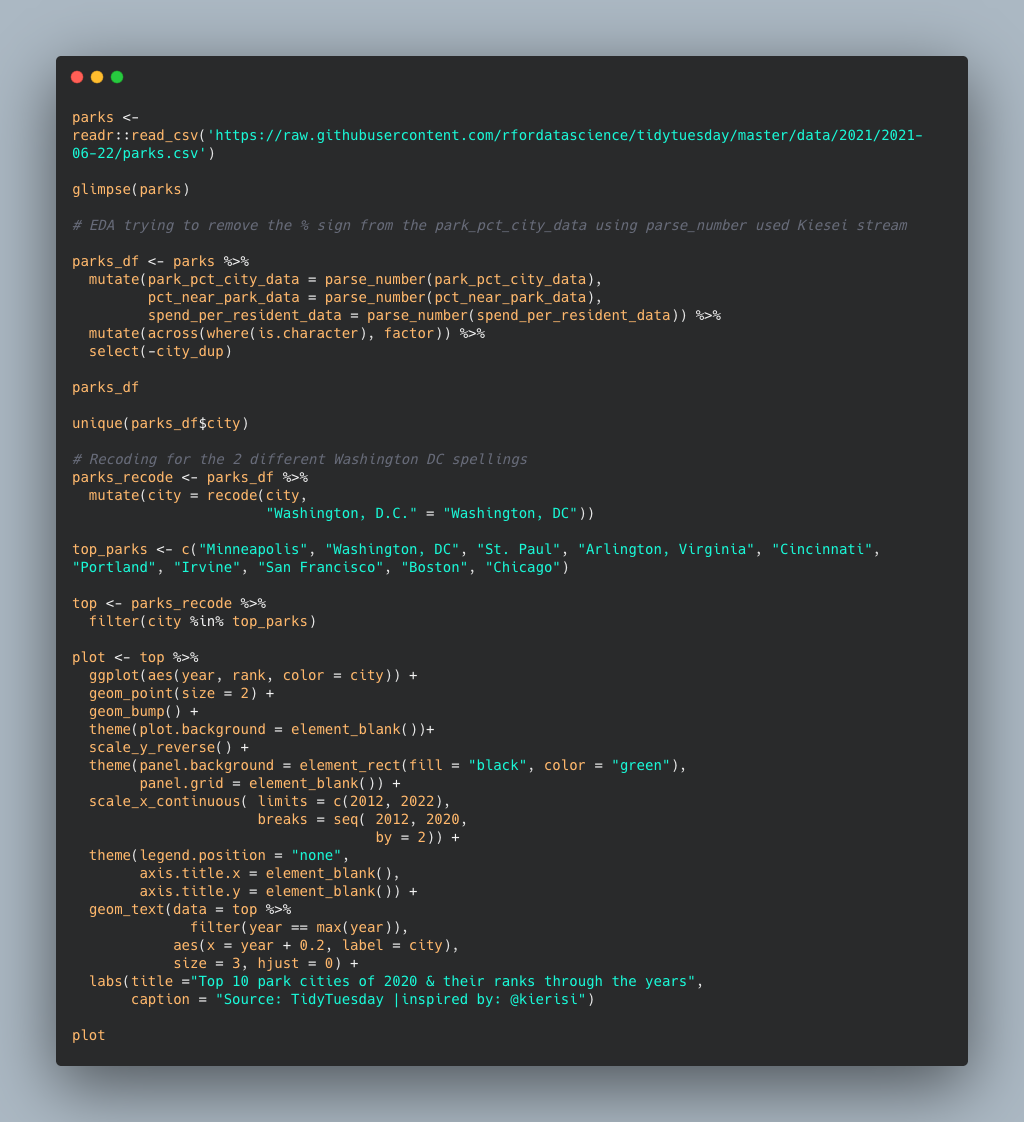 parks <-
readr::read_csv('https://raw.githubusercontent.com/rfordatascience/tidytuesday/master/data/2021/2021-
06-22/parks.csv')

glimpse(parks)

# EDA trying to remove the % sign from the park_pct_city_data using parse_number used Kiesei stream

parks_df <- parks %>%
  mutate(park_pct_city_data = parse_number(park_pct_city_data),
         pct_near_park_data = parse_number(pct_near_park_data),
         spend_per_resident_data = parse_number(spend_per_resident_data)) %>%
  mutate(across(where(is.character), factor)) %>%
  select(-city_dup)

parks_df

unique(parks_df$city)

# Recoding for the 2 different Washington DC spellings
parks_recode <- parks_df %>%
  mutate(city = recode(city,
                       "Washington, D.C." = "Washington, DC"))

top_parks <- c("Minneapolis", "Washington, DC", "St. Paul", "Arlington, Virginia", "Cincinnati",
"Portland", "Irvine", "San Francisco", "Boston", "Chicago")

top <- parks_recode %>%
  filter(city %in% top_parks)

plot <- top %>%
  ggplot(aes(year, rank, color = city)) +
  geom_point(size = 2) +
  geom_bump() +
  theme(plot.background = element_blank())+
  scale_y_reverse() +
  theme(panel.background = element_rect(fill = "black", color = "green"),
        panel.grid = element_blank()) +
  scale_x_continuous( limits = c(2012, 2022),
                      breaks = seq( 2012, 2020,
                                    by = 2)) +
  theme(legend.position = "none",
        axis.title.x = element_blank(),
        axis.title.y = element_blank()) +
  geom_text(data = top %>%
              filter(year == max(year)),
            aes(x = year + 0.2, label = city),
            size = 3, hjust = 0) +
  labs(title ="Top 10 park cities of 2020 & their ranks through the years",
       caption = "Source: TidyTuesday |inspired by: @kierisi")

plot